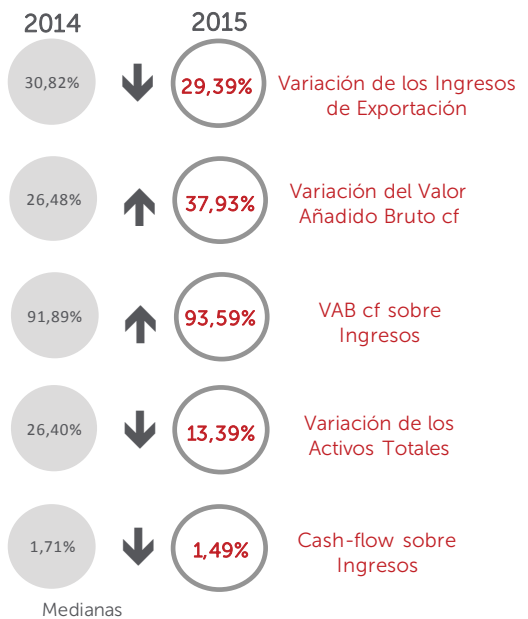 2014 2015
30,82% 29,39% Variación de los Ingresos
de Exportación
26,48% 37,93% Variación del Valor
Añadido Bruto cf
91,89% 93,59% VAB cf sobre
Ingresos
26,40% 13,39% Variación de los
Activos Totales
1,71% 1,49% Cash-flow sobre
Ingresos
Medianas